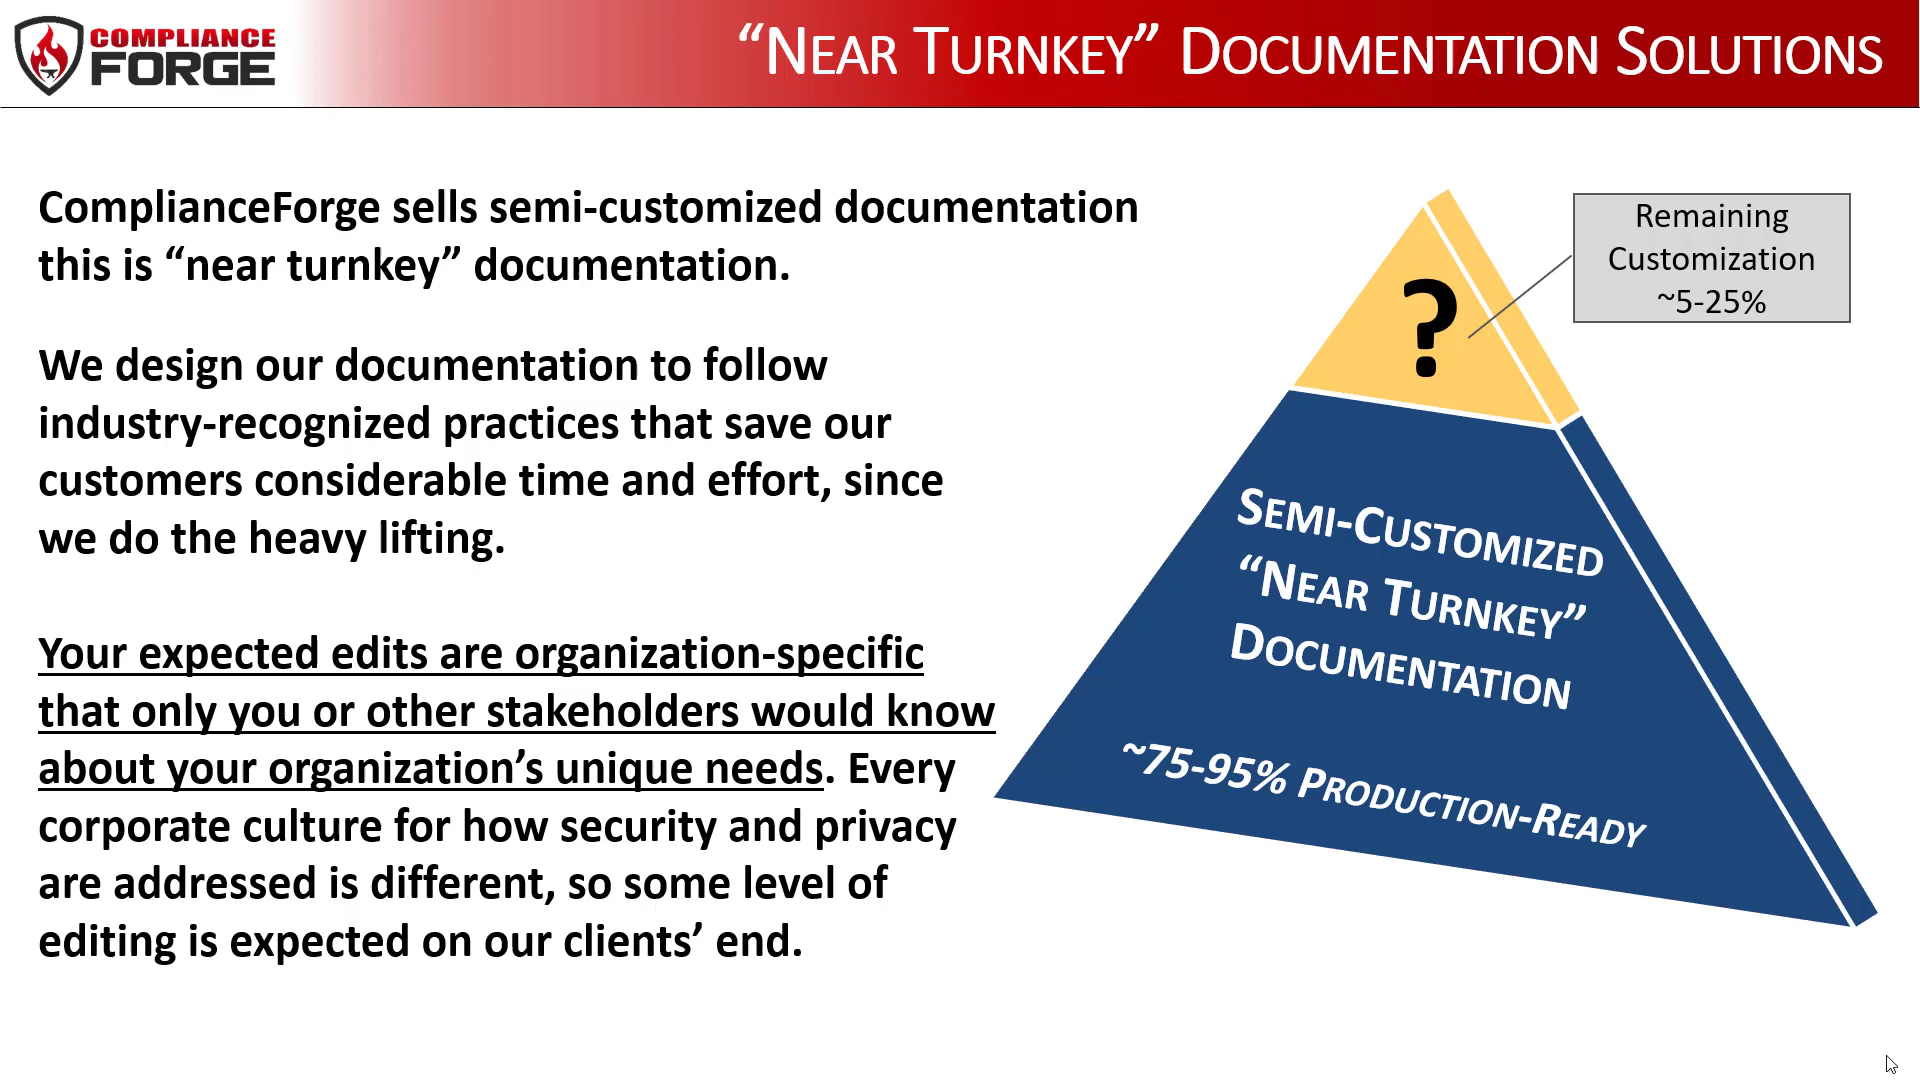 COMPLIANCE
FORGE
“NEAR TURNKEY” DOCUMENTATION SOLUTIONS
ComplianceForge sells semi-customized documentation
this is “near turnkey” documentation.
We design our documentation to follow
industry-recognized practices that save our
customers considerable time and effort, since
we do the heavy lifting.
Your expected edits are organization-specific
that only you or other stakeholders would know
about your organization’s unique needs. Every
corporate culture for how security and privacy
are addressed is different, so some level of
editing is expected on our clients’ end.
Remaining
Customization
~5-25%
?
SEMI-CUSTOMIZED
“NEAR TURNKEY”
DOCUMENTATION
~75-95% PRODUCTION-READY